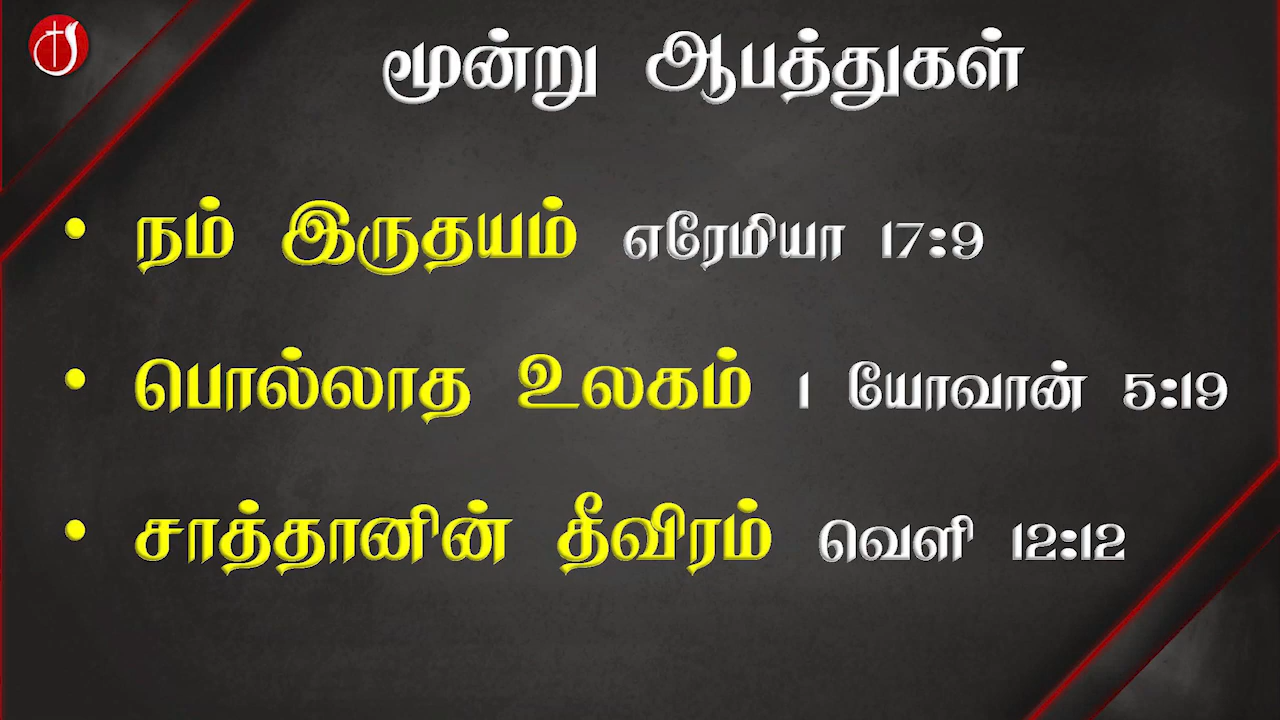 மூன்று ஆபத்துகள்
• நம் இருதயம் எரேமியா 17:9
• பொல்லாத உலகம் 1 யோவான் 5:19
• சாத்தானின் தீவிரம் வெளி 12:12